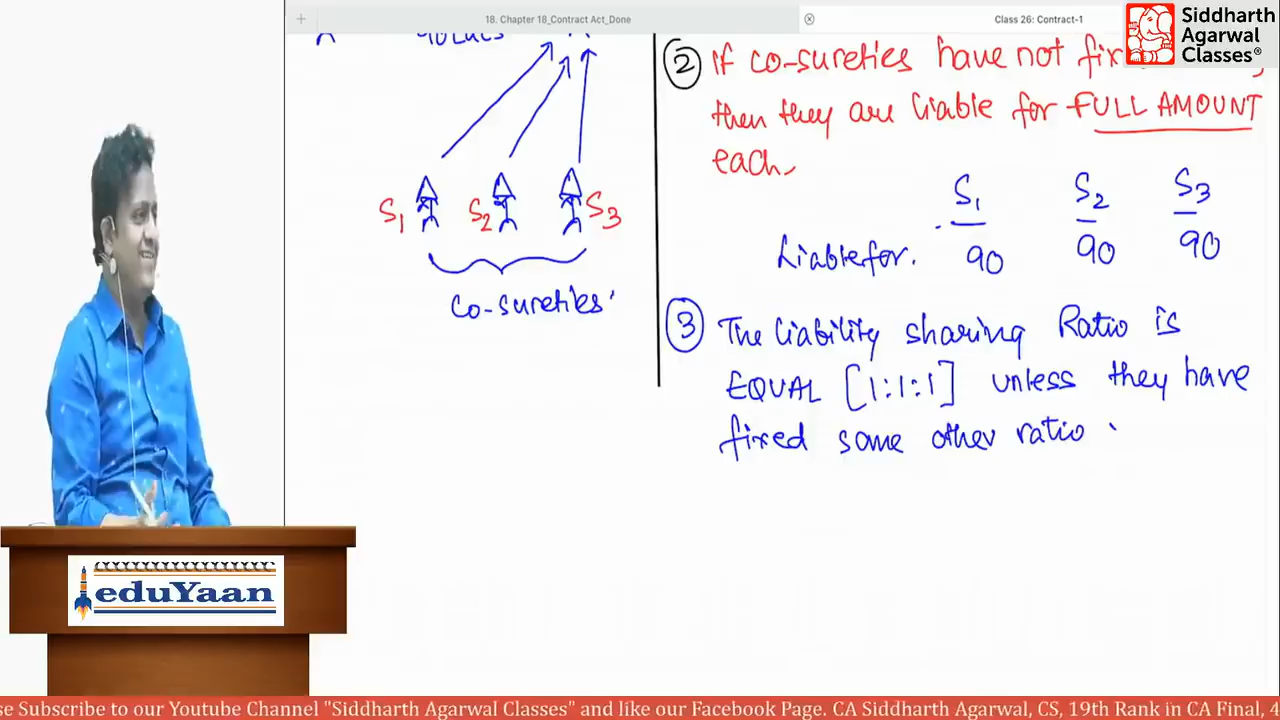 18. Chapter 18_Contract Act_Done
Class 26: Contract-1
Siddharth
Agarwal
Classes®
② If co-sureties have not
then they are liable for FULL AMOUNT
each.
S1 S2 S3
Liable for. 90 90 90
③ The liability sharing Ratio is
EQUAL [1:1:1] unless they have
fixed some other ratio
S1 S2 S3
co-sureties
eduYaan
se Subscribe to our Youtube Channel "Siddharth Agarwal Classes" and like our Facebook Page. CA Siddharth Agarwal, CS, 19th Rank in CA Final, 4